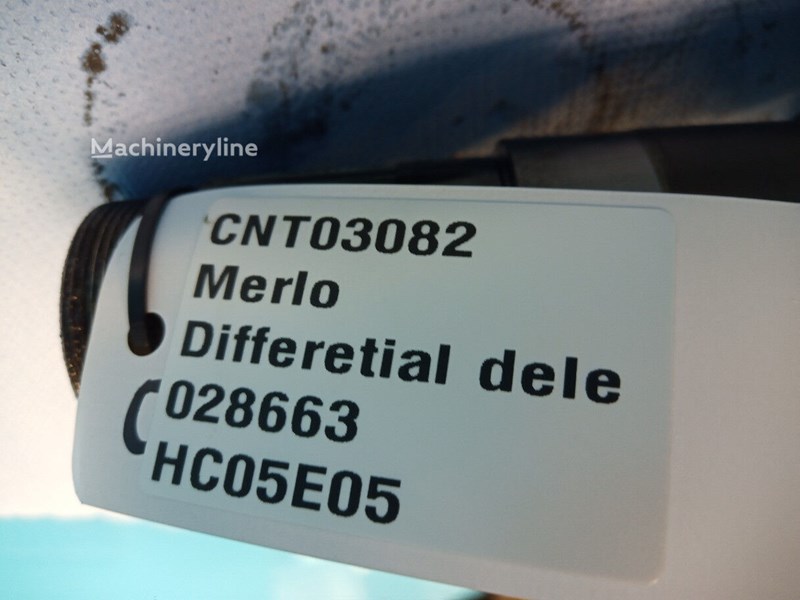 Machineryline
CNT03082
Merlo
Differetial dele
028663
HC05E05